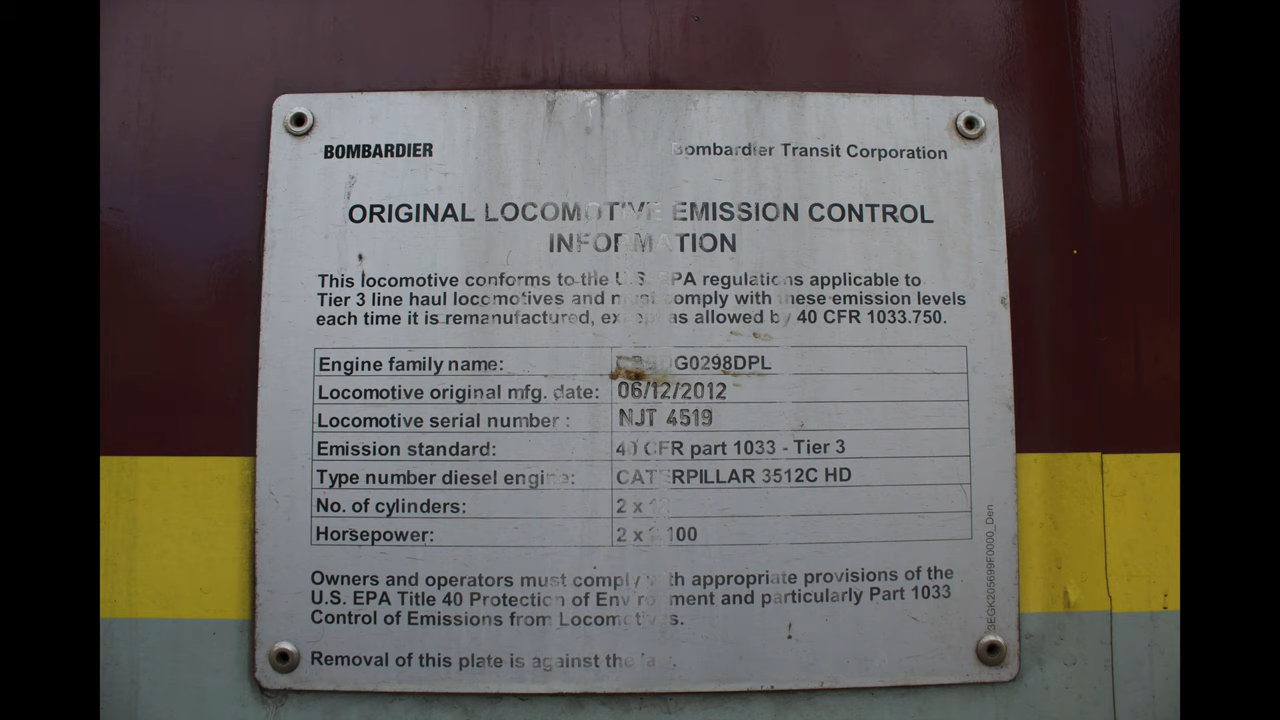 BOMBARDIER
Bombardier Transit Corporation
ORIGINAL LOCOMOTIVE EMISSION CONTROL
INFORMATION
This locomotive conforms to the U.S. EPA regulations applicable to
Tier 3 line haul locomotives and must comply with these emission levels
each time it is remanufactured, except as allowed by 40 CFR 1033.750.
Engine family name:
Locomotive original mfg. date: 06/12/2012
Locomotive serial number : NJT 4519
Emission standard: 40 CFR part 1033 - Tier 3
Type number diesel engine: CATERPILLAR 3512C HD
No. of cylinders: 2 x
Horsepower: 2 x
Owners and operators must comply with appropriate provisions of the
U.S. EPA Title 40 Protection of Environment and particularly Part 1033
Control of Emissions from Locomotives.
Removal of this plate is against the law.
3EGK205699F0000_Den